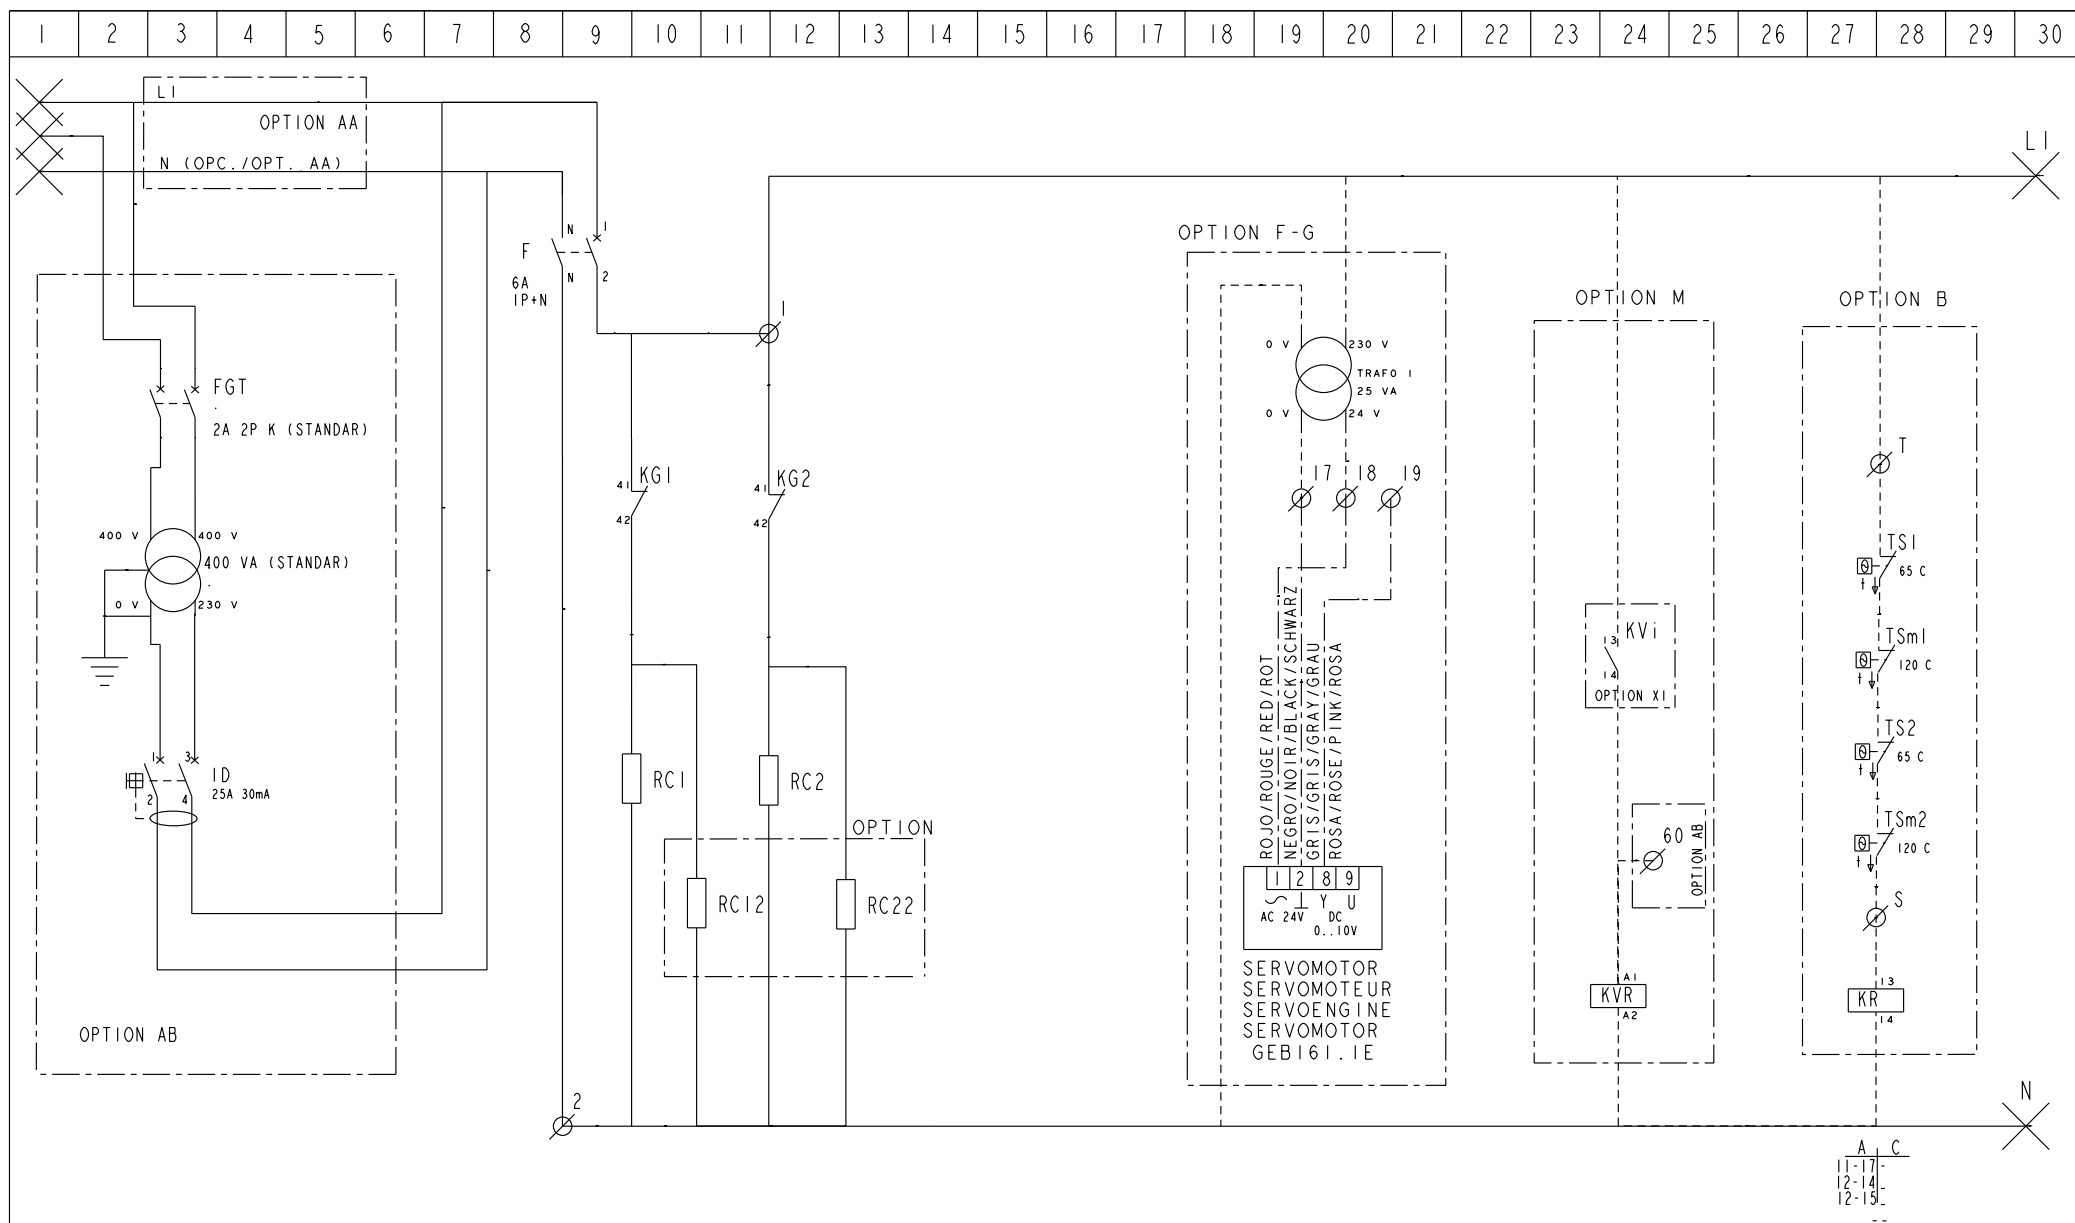 1 2 3 4 5 6 7 8 9 10 11 12 13 14 15 16 17 18 19 20 21 22 23 24 25 26 27 28 29 30
L1
OPTION AA
N (OPC./OPT. AA)
L1
F
6A
1P+N
N
1
N
2
1
OPTION F-G
OPTION M
OPTION B
FGT
.
2A 2P K (STANDAR)
400 V
400 V
400 VA (STANDAR)
.
0 V
230 V
1
3
2
4
ID
25A 30mA
OPTION AB
KG1
41
42
KG2
41
42
RC1
RC2
OPTION
RC12
RC22
2
0 V
230 V
TRAFO 1
25 VA
0 V
24 V
17
18
19
ROJO/ROUGE/RED/ROT
NEGRO/NOIR/BLACK/SCHWARZ
GRIS/GRIS/GRAY/GRAU
ROSA/ROSE/PINK/ROSA
1 2 8 9
Y U
AC 24V DC
0..10V
SERVOMOTOR
SERVOMOTEUR
SERVOENGINE
SERVOMOTOR
GEB161.1E
13
KVi
14
OPTION X1
60
OPTION AB
A1
KVR
A2
T
TS1
65 C
t
TSm1
120 C
t
TS2
65 C
t
TSm2
120 C
t
S
13
KR
14
N
A C
11-17 -
12-14 -
12-15 -
--